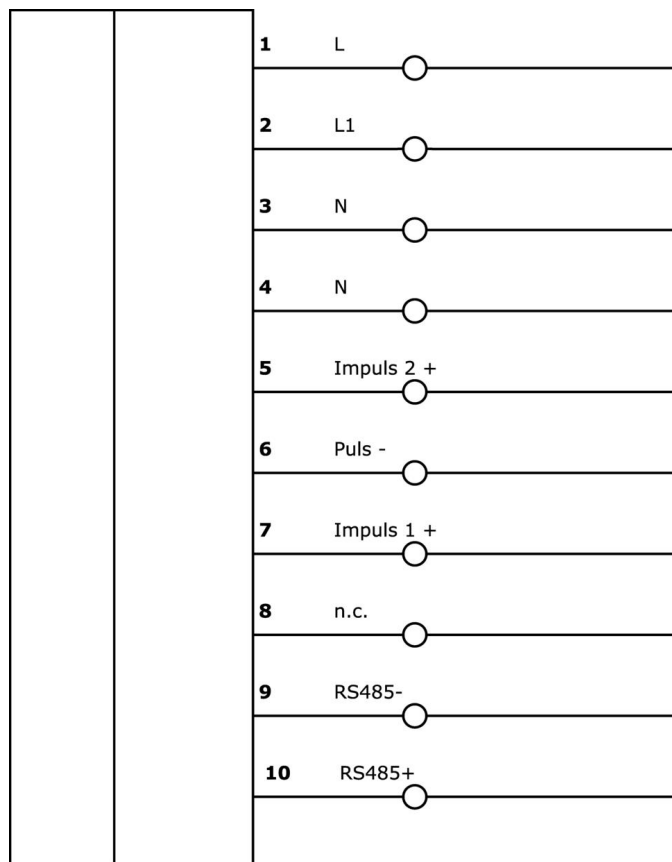 1 L
2 L1
3 N
4 N
5 Impuls 2 +
6 Puls -
7 Impuls 1 +
8 n.c.
9 RS485-
10 RS485+